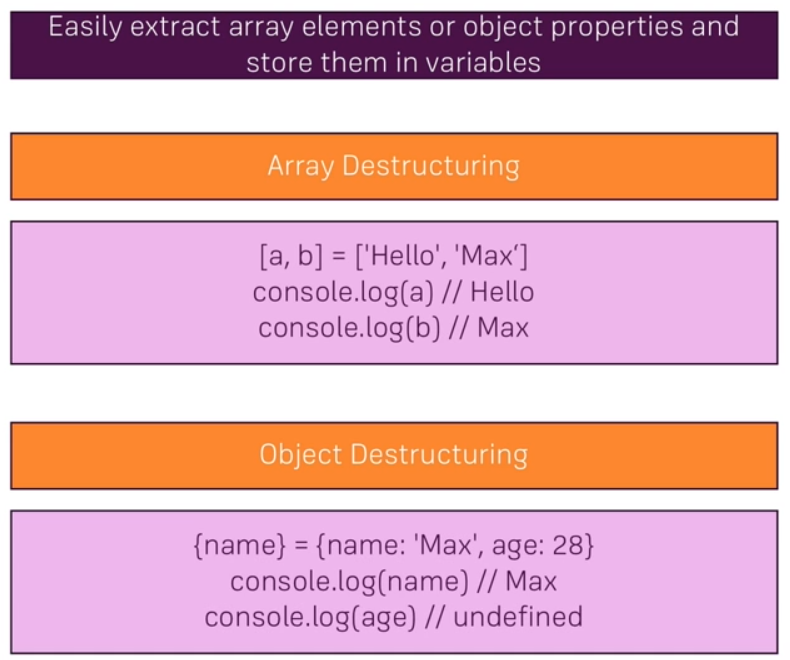 Easily extract array elements or object properties and
store them in variables
Array Destructuring
[a, b] = ['Hello', 'Max‘]
console.log(a) // Hello
console.log(b) // Max
Object Destructuring
{name} = {name: 'Max', age: 28}
console.log(name) // Max
console.log(age) // undefined